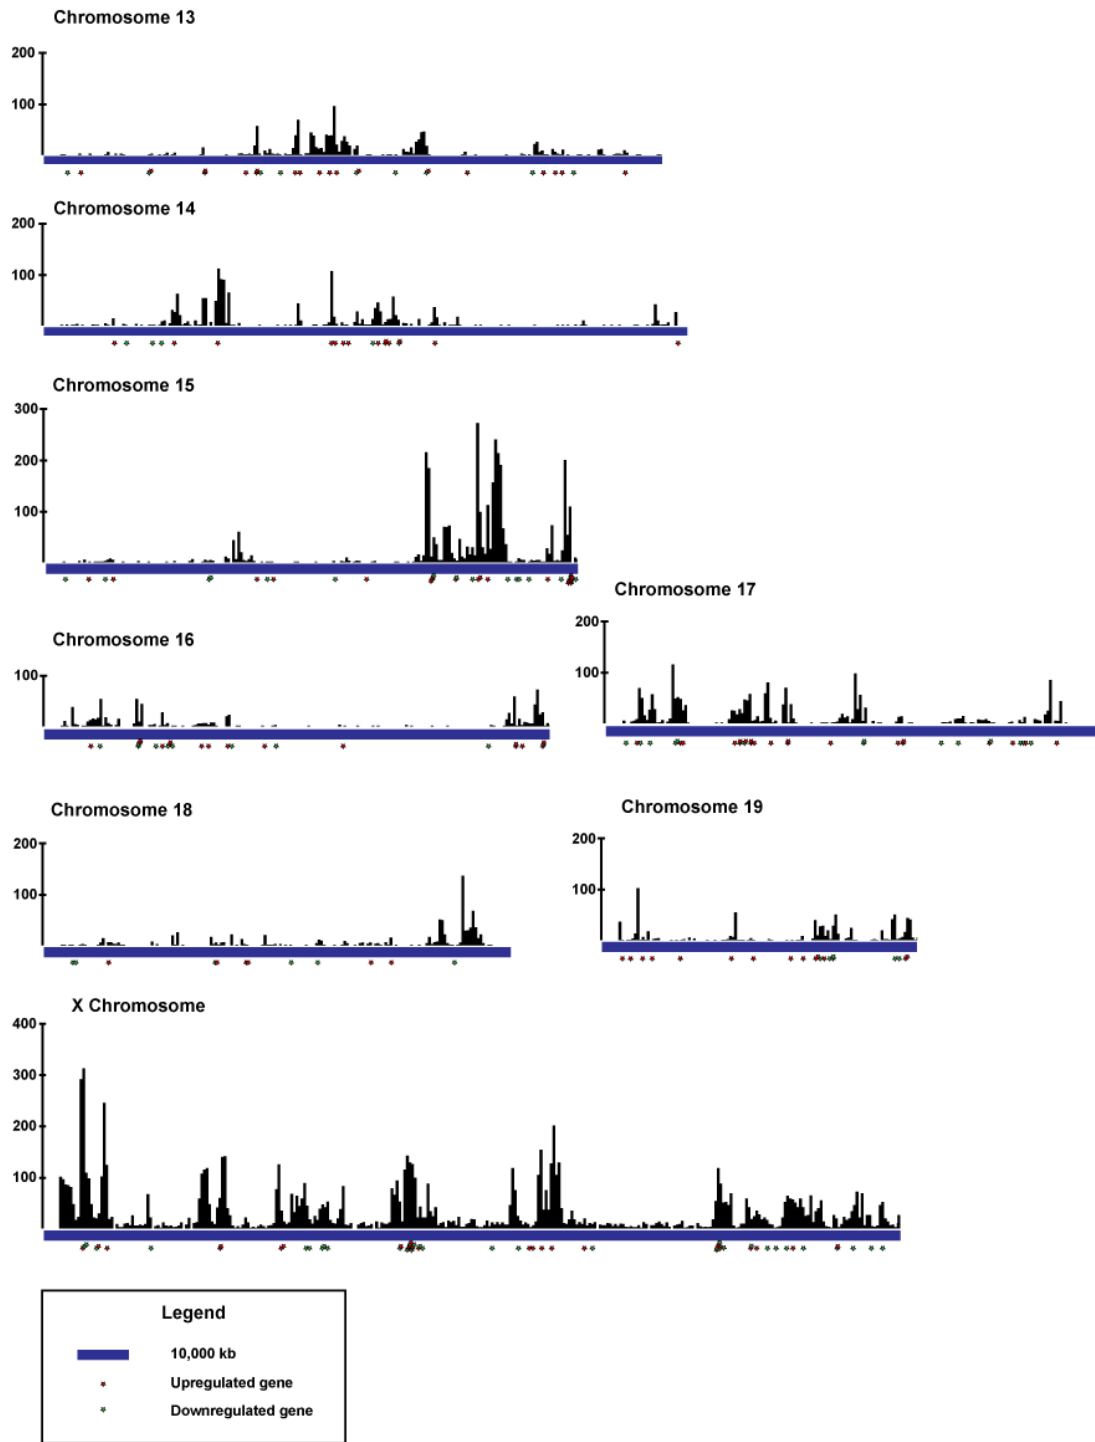 Chromosome 13
200
100
Chromosome 14
200
100
Chromosome 15
300
200
100
Chromosome 17
200
100
Chromosome 16
100
Chromosome 18
200
100
Chromosome 19
200
100
X Chromosome
400
300
200
100
Legend
10,000 kb
Upregulated gene
Downregulated gene